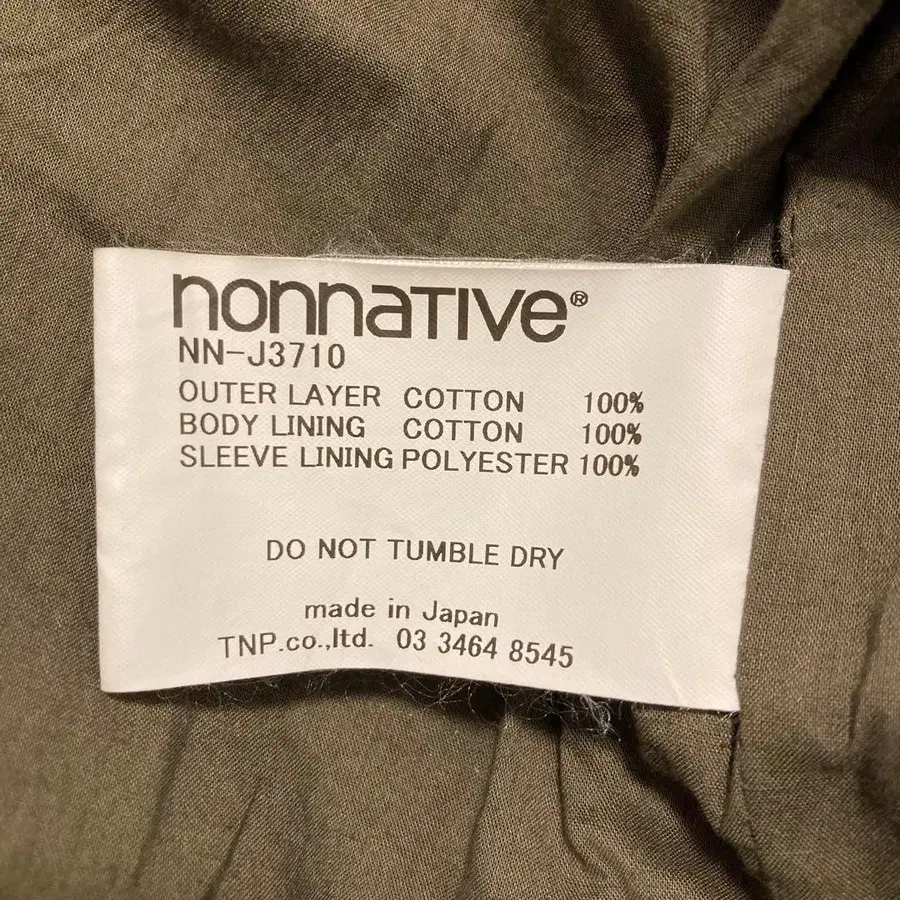 nonnative®
NN-J3710
OUTER LAYER COTTON 100%
BODY LINING COTTON 100%
SLEEVE LINING POLYESTER 100%
DO NOT TUMBLE DRY
made in Japan
TNP.co.,ltd. 03 3464 8545